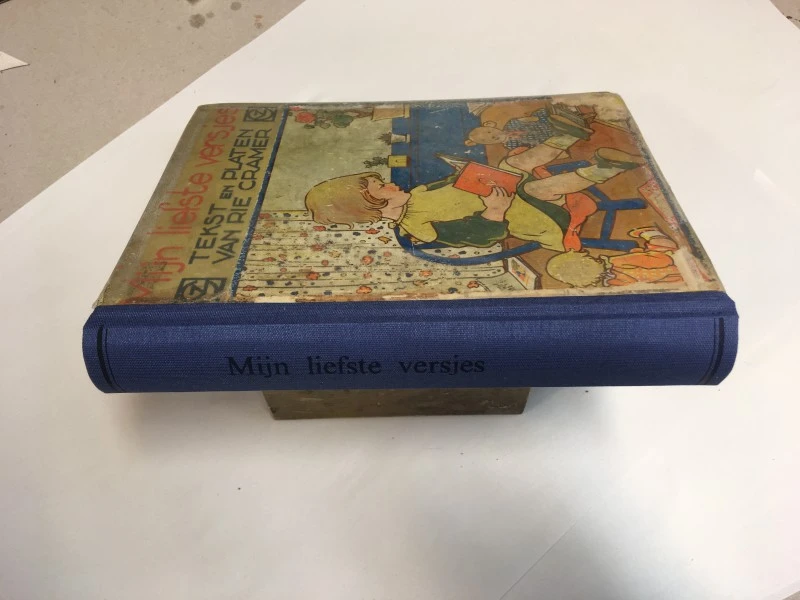 Mijn liefste versjes
TEKST EN PLATEN
VAN RIE CRAMER
Mijn liefste versjes